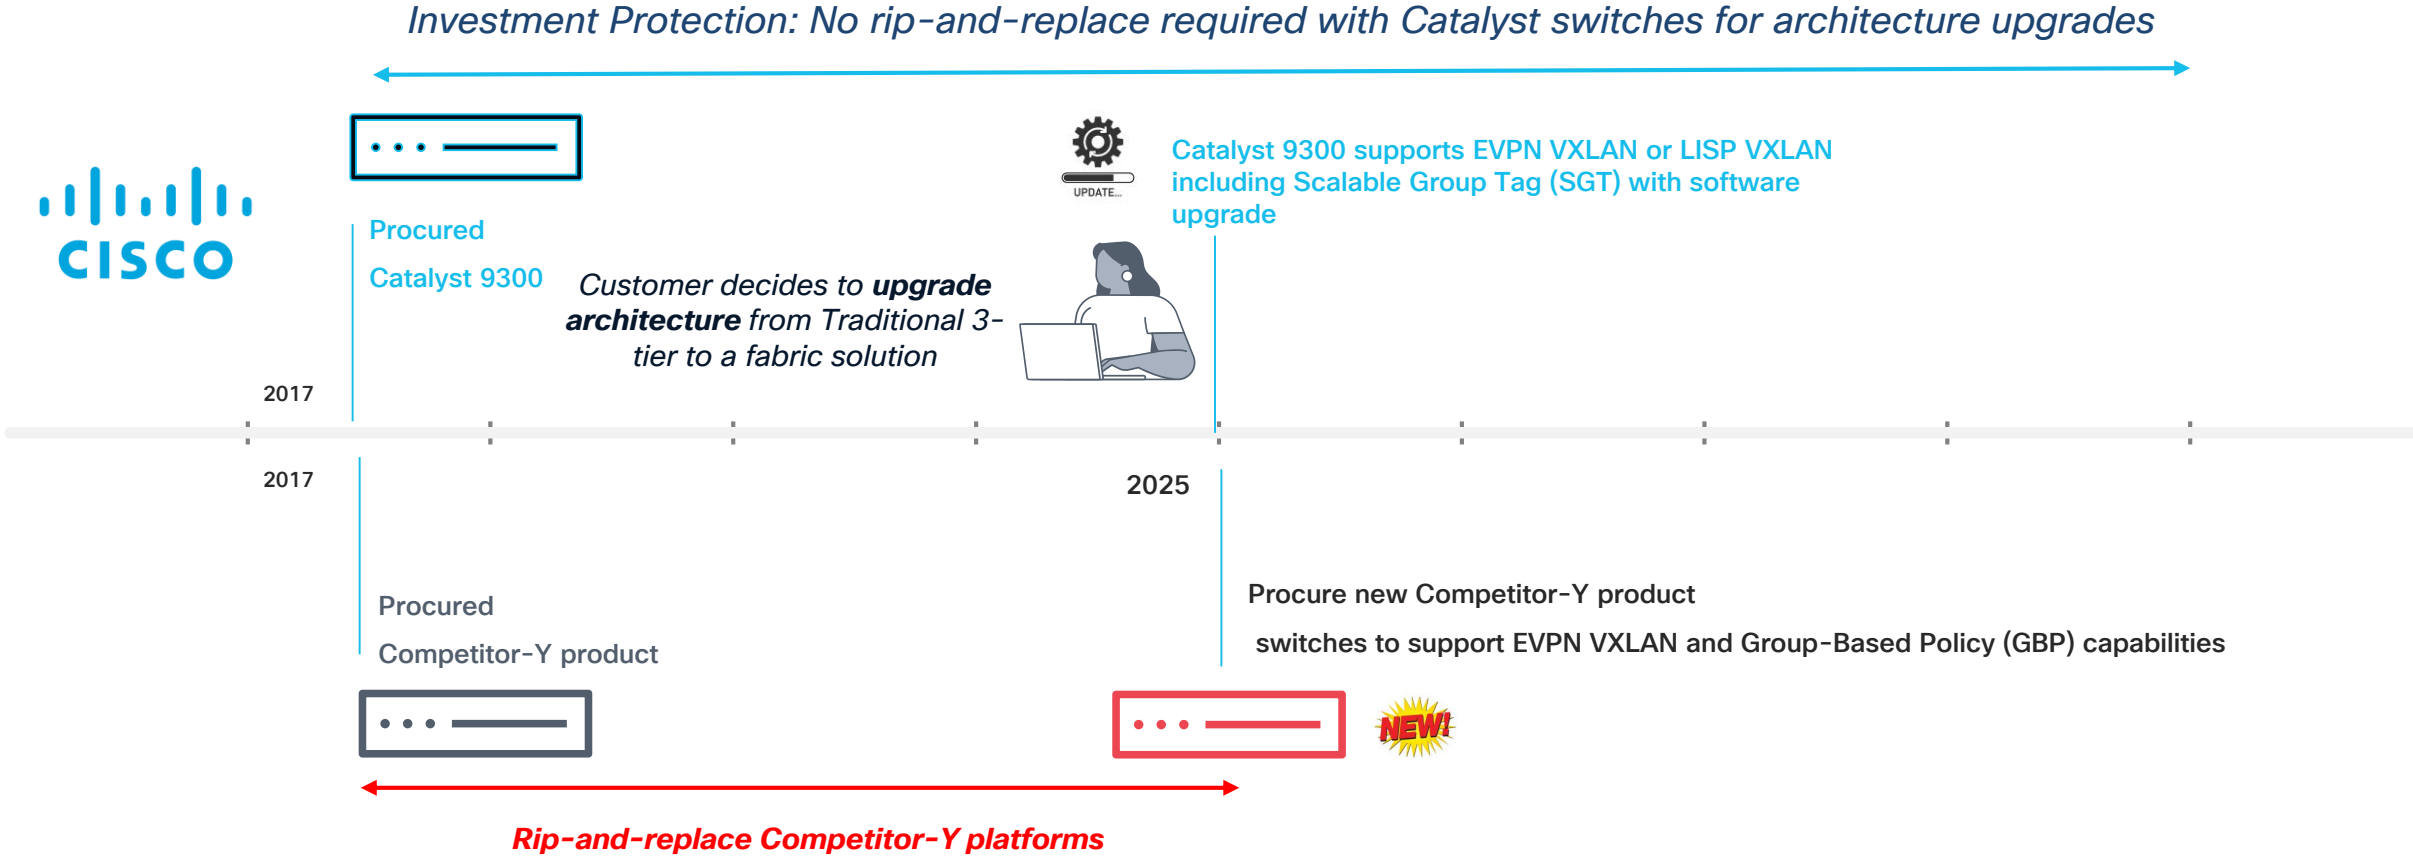 Investment Protection: No rip-and-replace required with Catalyst switches for architecture upgrades
CISCO
Procured
Catalyst 9300
UPDATE...
Catalyst 9300 supports EVPN VXLAN or LISP VXLAN
including Scalable Group Tag (SGT) with software
upgrade
Customer decides to upgrade
architecture from Traditional 3-
tier to a fabric solution
2017
2017
2025
Procured
Competitor-Y product
Procure new Competitor-Y product
switches to support EVPN VXLAN and Group-Based Policy (GBP) capabilities
NEW!
Rip-and-replace Competitor-Y platforms